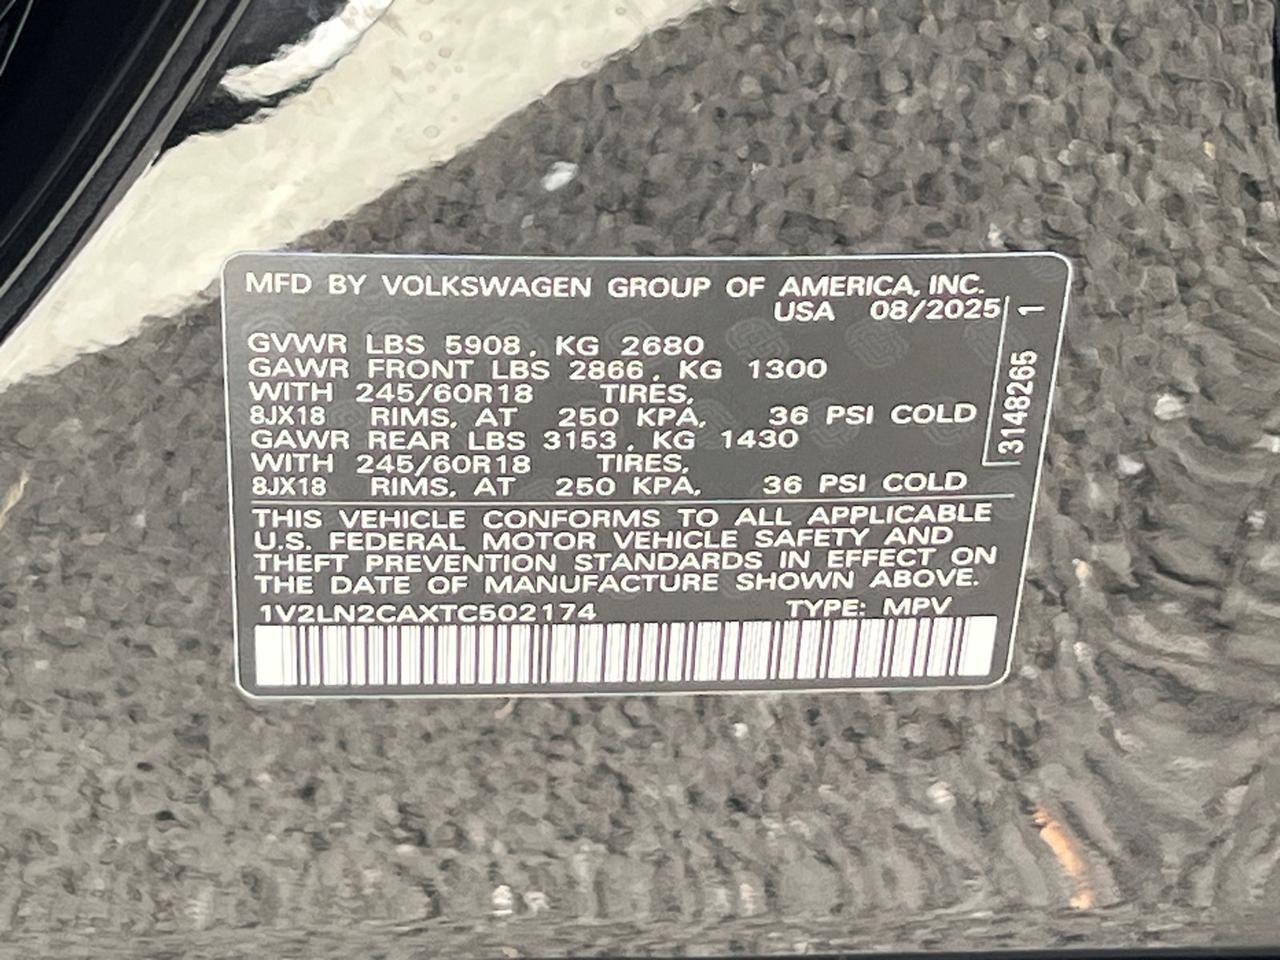 MFD BY VOLKSWAGEN GROUP OF AMERICA, INC.
USA 08/2025
GVWR LBS 5908, KG 2680
GAWR FRONT LBS 2866, KG 1300
WITH 245/60R18 TIRES,
8JX18 RIMS, AT 250 KPA, 36 PSI COLD
GAWR REAR LBS 3153, KG 1430
WITH 245/60R18 TIRES,
8JX18 RIMS, AT 250 KPA, 36 PSI COLD
3148265 1
THIS VEHICLE CONFORMS TO ALL APPLICABLE
U.S. FEDERAL MOTOR VEHICLE SAFETY AND
THEFT PREVENTION STANDARDS IN EFFECT ON
THE DATE OF MANUFACTURE SHOWN ABOVE.
1V2LN2CAXTC502174 TYPE: MPV